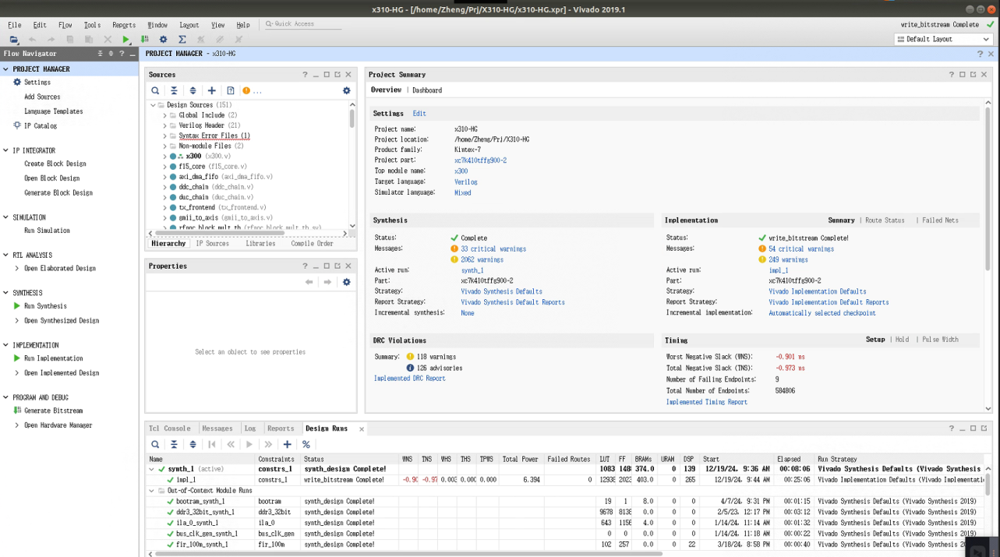 x310-HG - [/home/Zheng/Prj/X310-HG/x310-HG.xpr] - Vivado 2019.1
File Edit Flow Tools Reports Window Layout View Help Quick Access
write_bitstream Complete
Default Layout
Flow Navigator
PROJECT MANAGER
Settings
Add Sources
Language Templates
IP Catalog
IP INTEGRATOR
Create Block Design
Open Block Design
Generate Block Design
SIMULATION
Run Simulation
RTL ANALYSIS
Open Elaborated Design
SYNTHESIS
Run Synthesis
Open Synthesized Design
IMPLEMENTATION
Run Implementation
Open Implemented Design
PROGRAM AND DEBUG
Generate Bitstream
Open Hardware Manager
PROJECT MANAGER - x310-HG
Sources
Design Sources (151)
Global Include (2)
Verilog Header (21)
Syntax Error Files (1)
Non-module Files (2)
x300 (x300.v)
f15_core (f15_core.v)
axi_dma_fifo (axi_dma_fifo.v)
ddc_chain (ddc_chain.v)
duc_chain (duc_chain.v)
tx_frontend (tx_frontend.v)
gmii_to_axis (gmii_to_axis.v)
Hierarchy IP Sources Libraries Compile Order
Properties
Select an object to see properties
Project Summary
Overview | Dashboard
Settings Edit
Project name: x310-HG
Project location: /home/Zheng/Prj/X310-HG
Product family: Kintex-7
Project part: xc7k410tffg900-2
Top module name: x300
Target language: Verilog
Simulator language: Mixed
Synthesis
Status: Complete
Messages: 33 critical warnings
2062 warnings
Active run: synth_1
Part: xc7k410tffg900-2
Strategy: Vivado Synthesis Defaults
Report Strategy: Vivado Synthesis Default Reports
Incremental synthesis: None
Implementation Summary | Route Status | Failed Nets
Status: write_bitstream Complete!
Messages: 54 critical warnings
249 warnings
Active run: impl_1
Part: xc7k410tffg900-2
Strategy: Vivado Implementation Defaults
Report Strategy: Vivado Implementation Default Reports
Incremental implementation: Automatically selected checkpoint
DRC Violations
Summary: 118 warnings
126 advisories
Implemented DRC Report
Timing Setup | Hold | Pulse Width
Worst Negative Slack (WNS): -0.901 ns
Total Negative Slack (TNS): -0.973 ns
Number of Failing Endpoints: 9
Total Number of Endpoints: 584806
Implemented Timing Report
Tcl Console Messages Log Reports Design Runs
Name Constraints Status WNS TNS WHS THS TPWS Total Power Failed Routes LUT FF BRAMs URAM DSP Start Elapsed Run Strategy
synth_1 (active) constrs_1 synth_design Complete! 1083 148 374.0 0 139 12/19/24, 9:36 AM 00:08:06 Vivado Synthesis Defaults (Vivado Synthesis
impl_1 constrs_1 write_bitstream Complete! -0.90 -0.97 0.003 0.000 0.000 6.394 0 12938 2023 403.0 0 265 12/19/24, 9:44 AM 00:25:06 Vivado Implementation Defaults (Vivado Implementatio
Out-of-Context Module Runs
bootram_synth_1 bootram synth_design Complete! 19 1 8.0 0 0 4/7/24, 9:31 PM 00:01:15 Vivado Synthesis Defaults (Vivado Synthesis 2019)
ddr3_32bit_synth_1 ddr3_32bit synth_design Complete! 9678 8138 0.0 0 0 2/5/23, 12:17 PM 00:03:12 Vivado Synthesis Defaults (Vivado Synthesis 2019)
ila_0_synth_1 ila_0 synth_design Complete! 643 1156 4.0 0 0 1/14/24, 11:14 AM 00:01:32 Vivado Synthesis Defaults (Vivado Synthesis 2019)
bus_clk_gen_synth_1 bus_clk_gen synth_design Complete! 0 0 0.0 0 0 1/14/24, 11:18 AM 00:00:22 Vivado Synthesis Defaults (Vivado Synthesis 2019)
fir_100m_synth_1 fir_100m synth_design Complete! 102 257 0.0 0 22 3/18/24, 8:58 PM 00:00:40 Vivado Synthesis Defaults (Vivado Synthesis 2019)